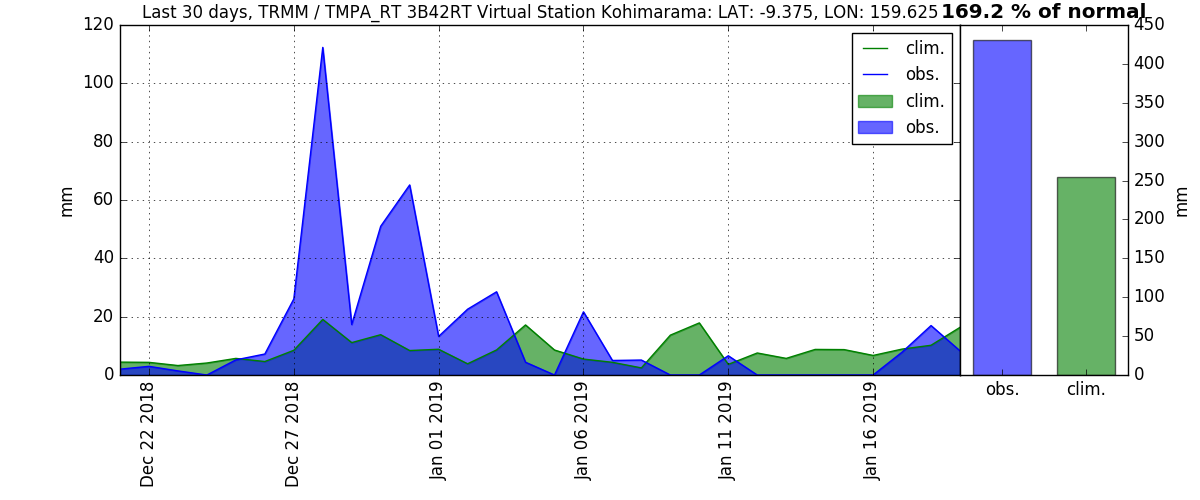 Last 30 days, TRMM / TMPA_RT 3B42RT Virtual Station Kohimarama: LAT: -9.375, LON: 159.625
169.2 % of normal
120
100
80
60
40
20
0
mm
clim.
obs.
clim.
obs.
Dec 22 2018
Dec 27 2018
Jan 01 2019
Jan 06 2019
Jan 11 2019
Jan 16 2019
450
400
350
300
250
200
150
100
50
0
mm
obs.
clim.